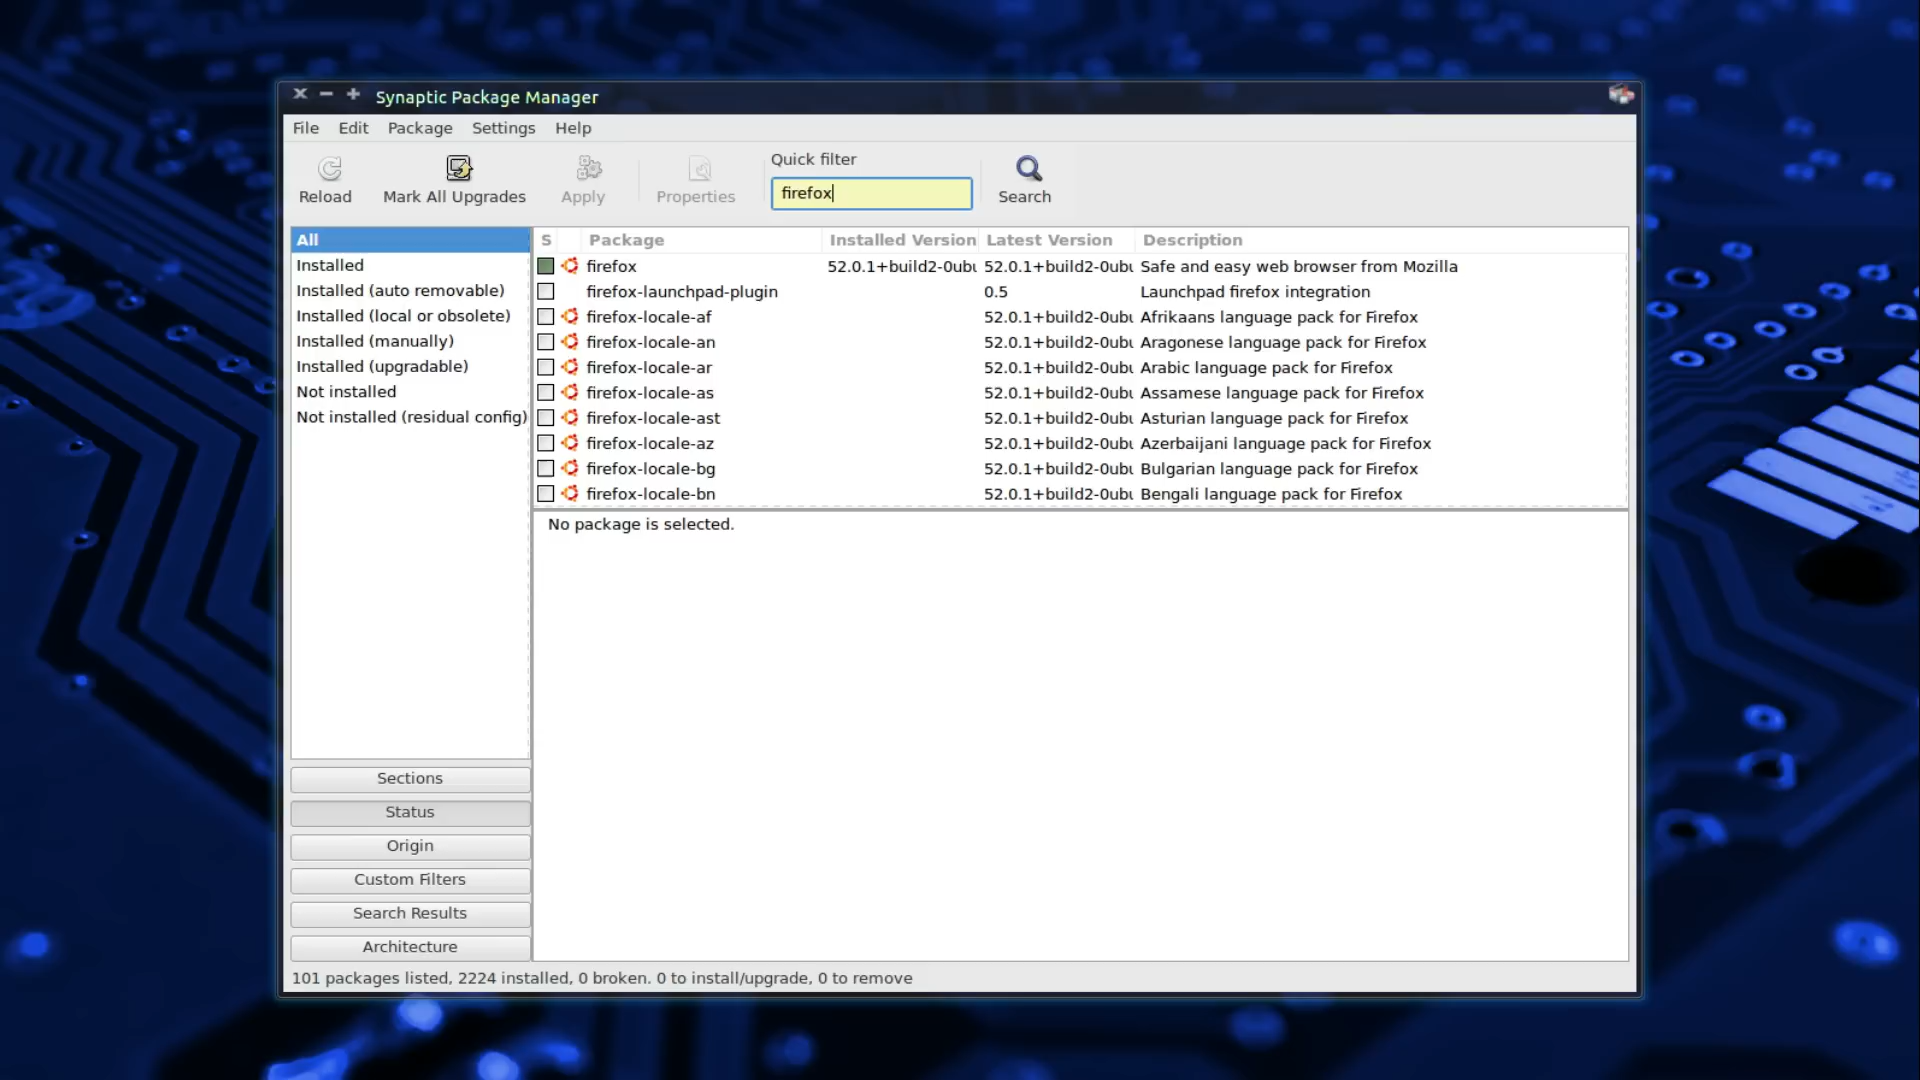 Synaptic Package Manager
File Edit Package Settings Help
Reload Mark All Upgrades Apply Properties Quick filter firefox Search
All
Installed
Installed (auto removable)
Installed (local or obsolete)
Installed (manually)
Installed (upgradable)
Not installed
Not installed (residual config)
S Package Installed Version Latest Version Description
firefox 52.0.1+build2-0ubu 52.0.1+build2-0ubu Safe and easy web browser from Mozilla
firefox-launchpad-plugin 0.5 Launchpad firefox integration
firefox-locale-af 52.0.1+build2-0ubu Afrikaans language pack for Firefox
firefox-locale-an 52.0.1+build2-0ubu Aragonese language pack for Firefox
firefox-locale-ar 52.0.1+build2-0ubu Arabic language pack for Firefox
firefox-locale-as 52.0.1+build2-0ubu Assamese language pack for Firefox
firefox-locale-ast 52.0.1+build2-0ubu Asturian language pack for Firefox
firefox-locale-az 52.0.1+build2-0ubu Azerbaijani language pack for Firefox
firefox-locale-bg 52.0.1+build2-0ubu Bulgarian language pack for Firefox
firefox-locale-bn 52.0.1+build2-0ubu Bengali language pack for Firefox
No package is selected.
Sections
Status
Origin
Custom Filters
Search Results
Architecture
101 packages listed, 2224 installed, 0 broken. 0 to install/upgrade, 0 to remove